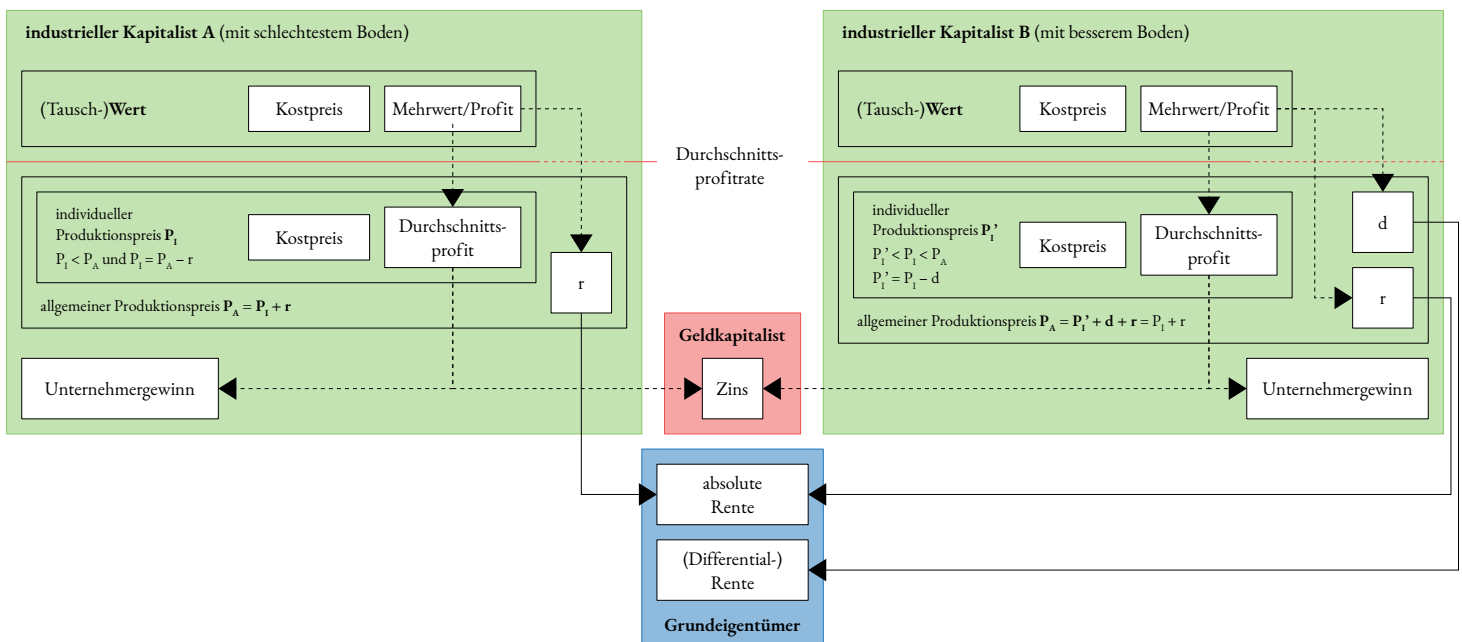 industrieller Kapitalist A (mit schlechtestem Boden)
(Tausch-)Wert
Kostpreis
Mehrwert/Profit
individueller
Produktionspreis P_I
P_I < P_A und P_I = P_A – r
Kostpreis
Durchschnitts-
profit
r
allgemeiner Produktionspreis P_A = P_I + r
Unternehmergewinn
Durchschnitts-
profitrate
Geldkapitalist
Zins
industrieller Kapitalist B (mit besserem Boden)
(Tausch-)Wert
Kostpreis
Mehrwert/Profit
individueller
Produktionspreis P_I’
P_I’ < P_I < P_A
P_I’ = P_I – d
Kostpreis
Durchschnitts-
profit
d
r
allgemeiner Produktionspreis P_A = P_I’ + d + r = P_I + r
Unternehmergewinn
absolute
Rente
(Differential-)
Rente
Grundeigentümer